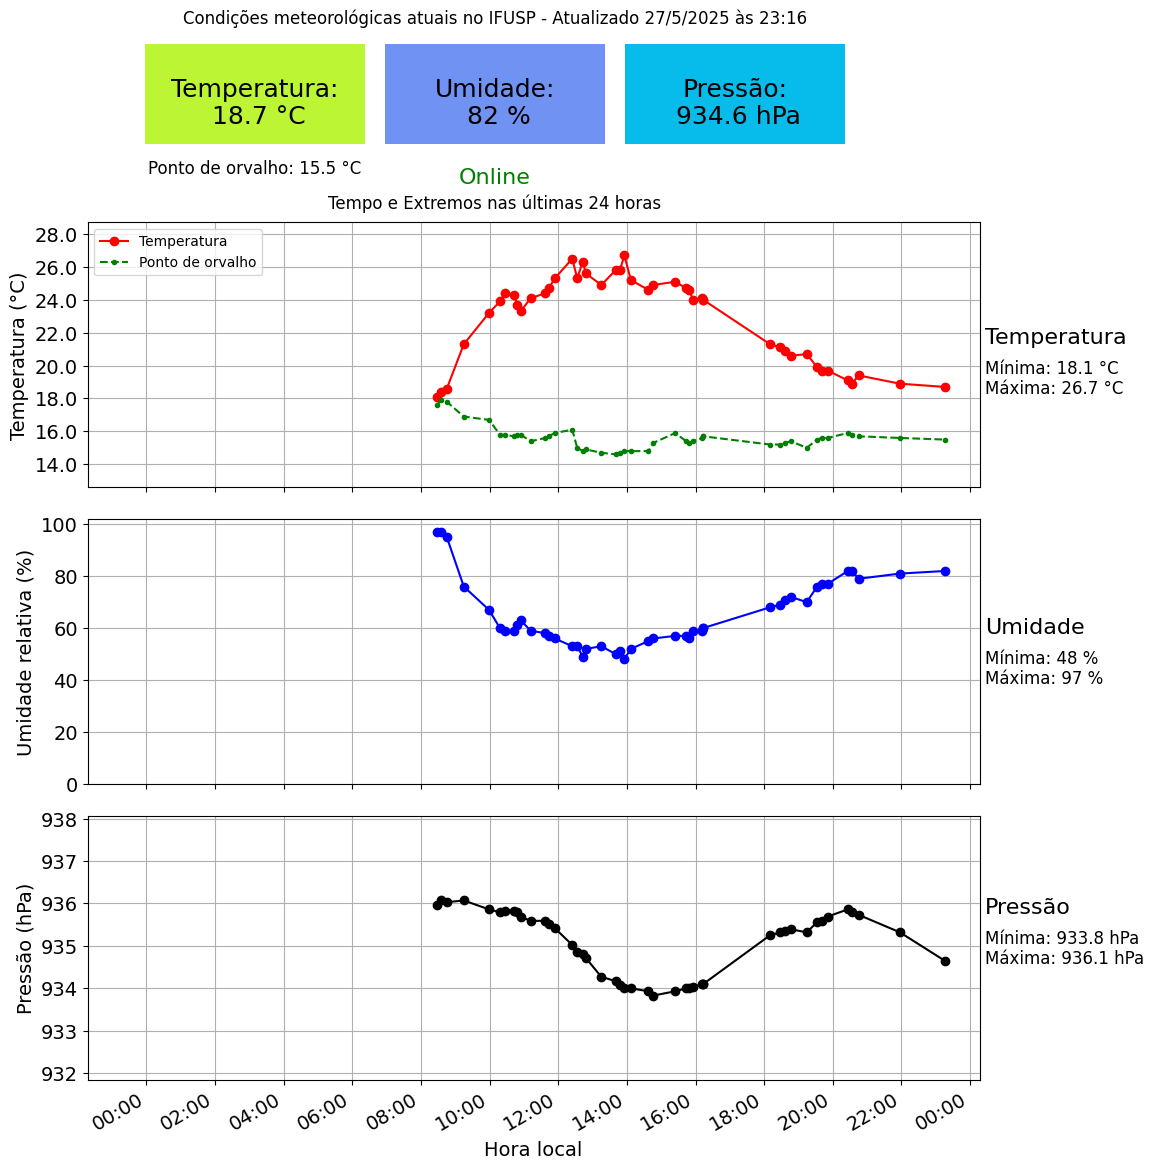 Condições meteorológicas atuais no IFUSP - Atualizado 27/5/2025 às 23:16
Temperatura:
18.7 °C
Umidade:
82 %
Pressão:
934.6 hPa
Ponto de orvalho: 15.5 °C
Online
Tempo e Extremos nas últimas 24 horas
Temperatura (°C)
28.0
26.0
24.0
22.0
20.0
18.0
16.0
14.0
Temperatura
Ponto de orvalho
Temperatura
Mínima: 18.1 °C
Máxima: 26.7 °C
Umidade relativa (%)
100
80
60
40
20
0
Umidade
Mínima: 48 %
Máxima: 97 %
Pressão (hPa)
938
937
936
935
934
933
932
Pressão
Mínima: 933.8 hPa
Máxima: 936.1 hPa
00:00 02:00 04:00 06:00 08:00 10:00 12:00 14:00 16:00 18:00 20:00 22:00 00:00
Hora local